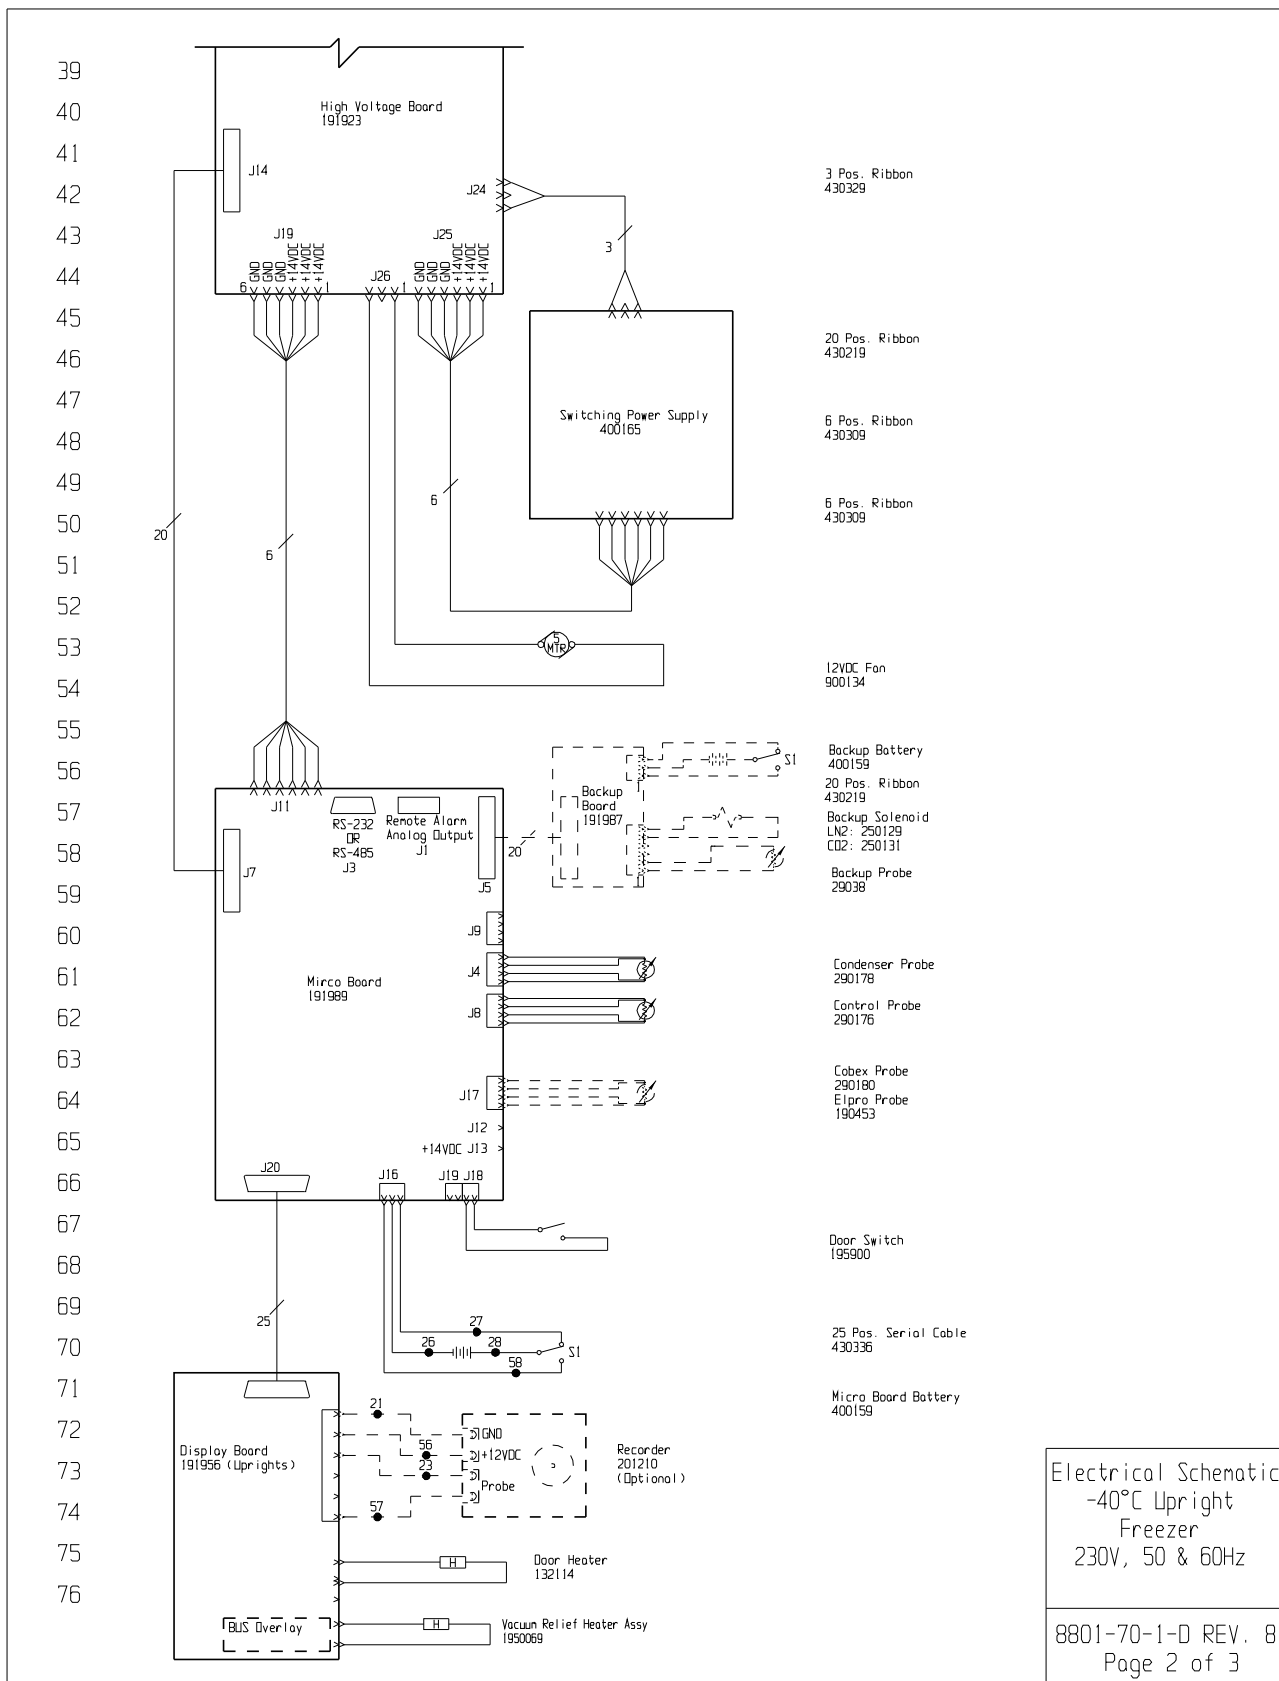 39
High Voltage Board
40
191923
41
J14
3 Pos. Ribbon
430329
42
J24
43
J19
J25
3
GND
GND
GND
+14VDC
+14VDC
+14VDC
GND
GND
GND
+14VDC
+14VDC
+14VDC
44
6
1
J26
1
1
45
20 Pos. Ribbon
430219
46
47
Switching Power Supply
400165
6 Pos. Ribbon
430309
48
49
6
6 Pos. Ribbon
430309
50
20
6
51
52
53
5
MTR
12VDC Fan
900134
54
55
S1
Backup Battery
400159
56
1
20 Pos. Ribbon
430219
57
J11
RS-232
OR
RS-485
J3
Remote Alarm
Analog Output
J1
Backup
Board
191987
Backup Solenoid
LN2: 250129
CO2: 250131
58
20
J7
J5
1
Backup Probe
29038
59
60
J9
61
Mirco Board
191989
J4
Condenser Probe
290178
62
J8
Control Probe
290176
63
Cobex Probe
290180
64
J17
Elpro Probe
190453
J12
65
+14VDC J13
66
J20
J16
J19 J18
67
Door Switch
195900
68
69
25
27
25 Pos. Serial Cable
430336
70
26
28
S1
58
71
Micro Board Battery
400159
21
72
GND
Display Board
191956 (Uprights)
56
+12VDC
Recorder
201210
(Optional)
73
23
Probe
74
57
75
H
Door Heater
132114
76
BUS Overlay
H
Vacuum Relief Heater Assy
1950069
Electrical Schematic
-40°C Upright
Freezer
230V, 50 & 60Hz
8801-70-1-D REV. 8
Page 2 of 3